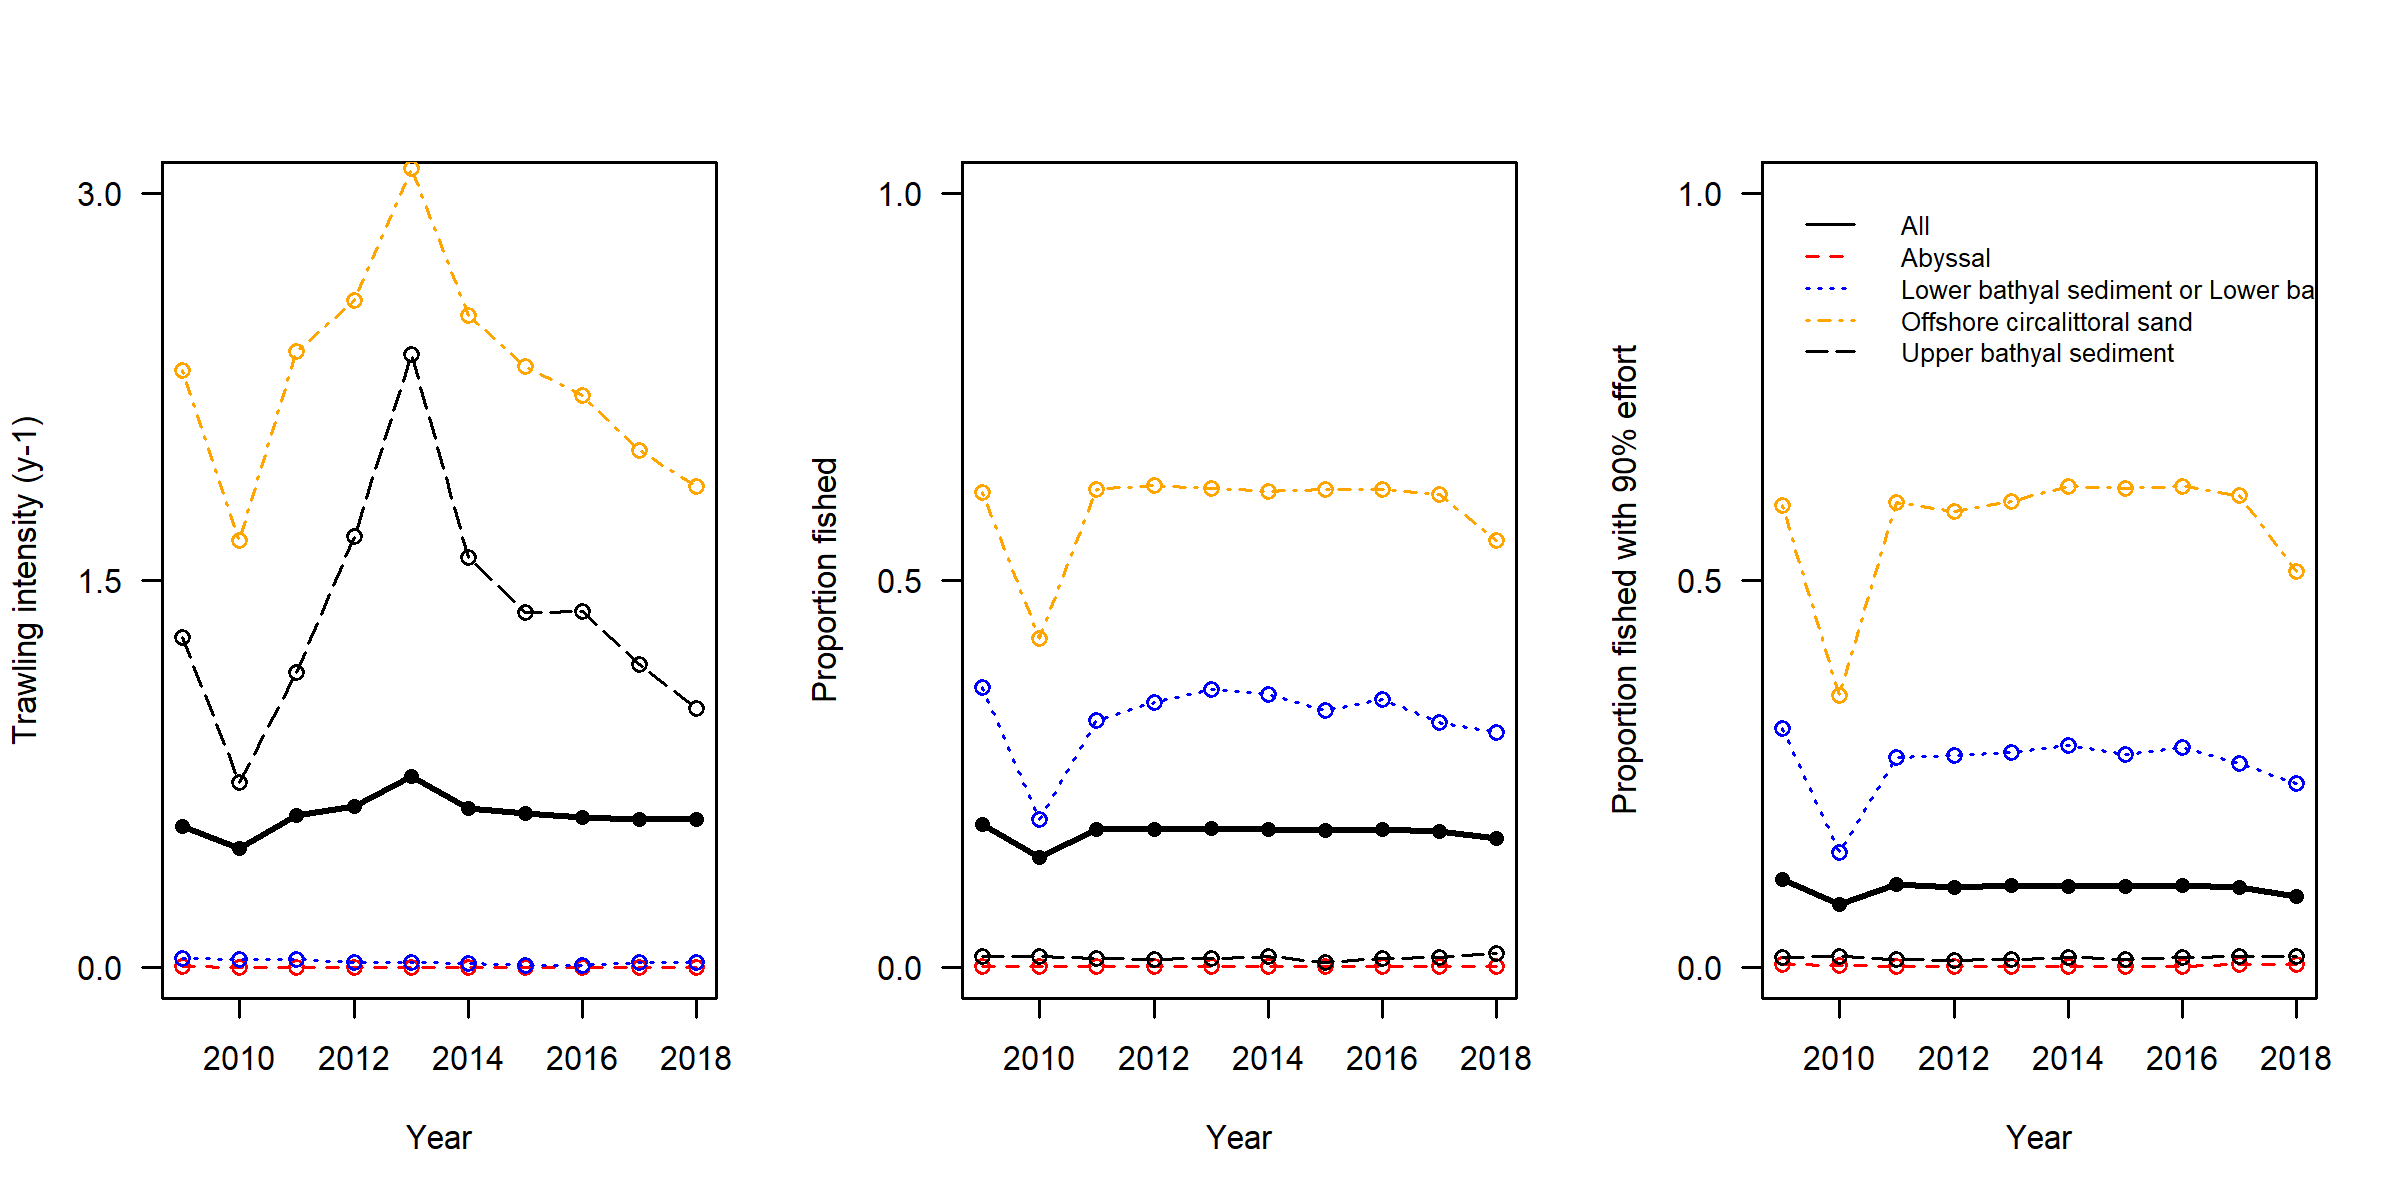 Trawling intensity (y-1)
3.0
1.5
0.0
2010 2012 2014 2016 2018
Year
Proportion fished
1.0
0.5
0.0
2010 2012 2014 2016 2018
Year
Proportion fished with 90% effort
1.0
0.5
0.0
All
Abyssal
Lower bathyal sediment or Lower ba
Offshore circalittoral sand
Upper bathyal sediment
2010 2012 2014 2016 2018
Year